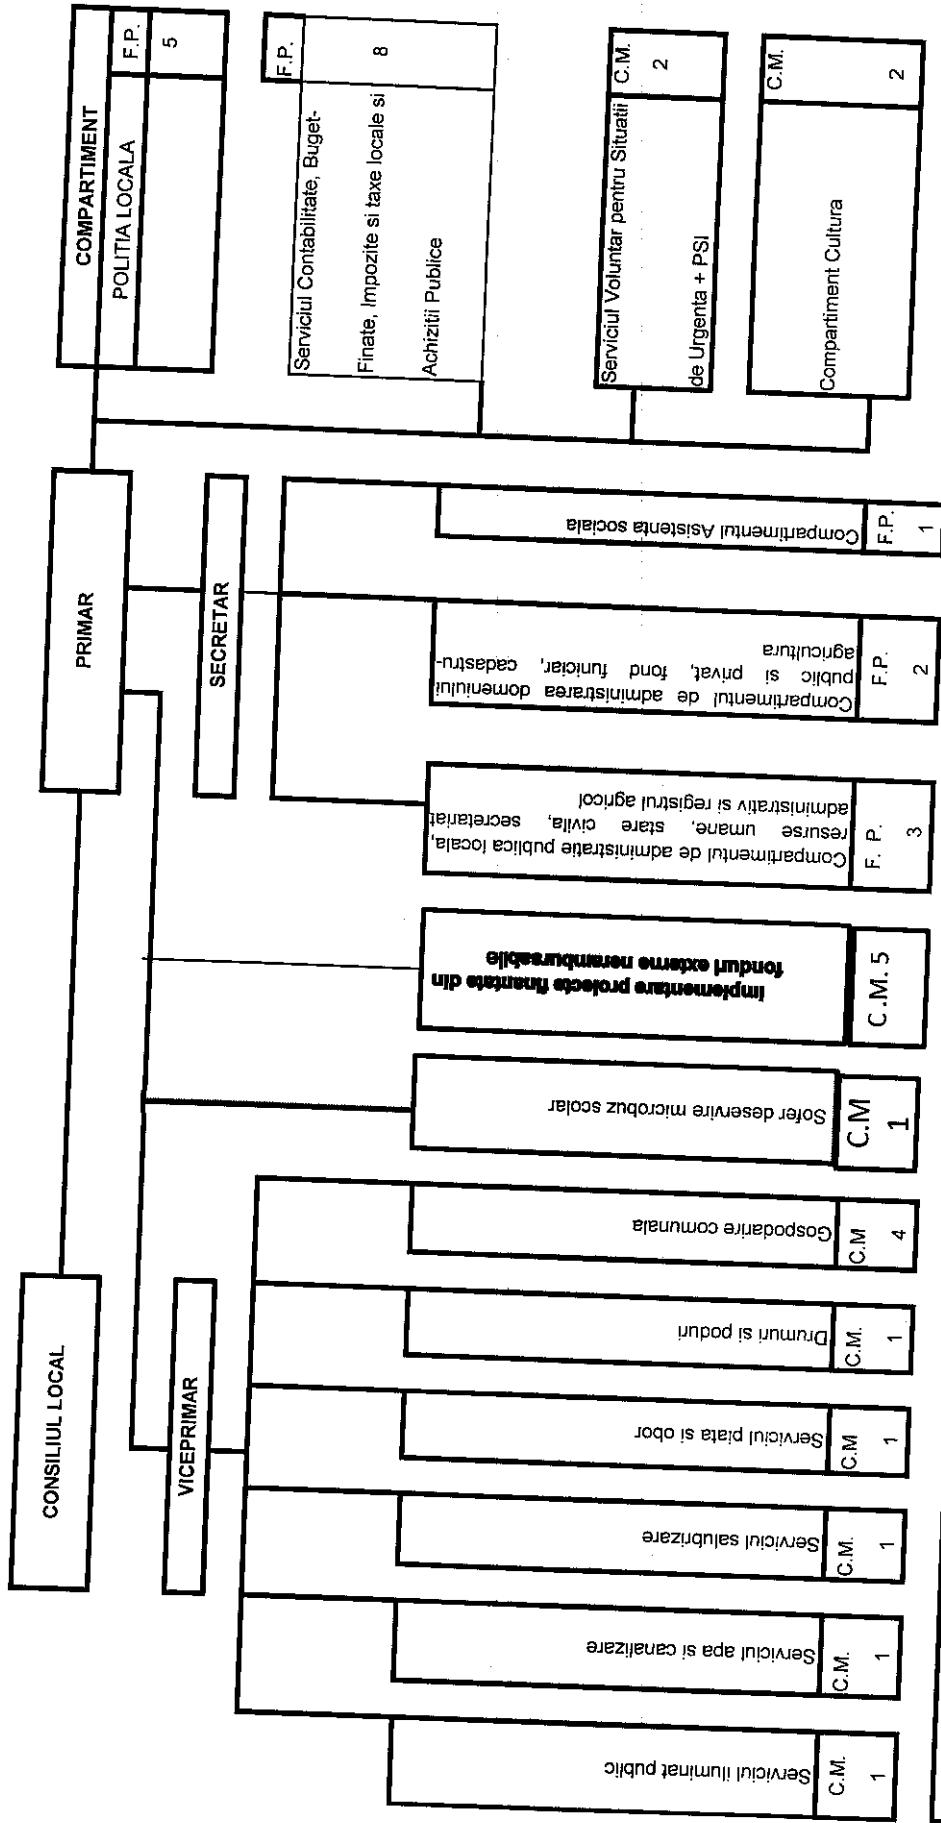 CONSILIUL LOCAL
PRIMAR
COMPARTIMENT
POLITIA LOCALA
F.P.
5
F.P.
Serviciul Contabilitate, Buget-
Finate, Impozite si taxe locale si
Achizitii Publice
8
Serviciul Voluntar pentru Situatii
de Urgenta + PSI
C.M.
2
Compartiment Cultura
C.M.
2
VICEPRIMAR
SECRETAR
Serviciul iluminat public
C.M.
1
Serviciul apa si canalizare
C.M.
1
Serviciul salubrizare
C.M.
1
Serviciul piata si obor
C.M
1
Drumuri si poduri
C.M.
1
Gospodarire comunala
C.M
4
Sofer deservire microbuz scolar
C.M
1
implementare proiecte finantate din
fonduri externe nerambursabile
C.M. 5
Compartimentul de administratie publica locala,
resurse umane, stare civila, secretariat
administrativ si registrul agricol
F. P.
3
Compartimentul de administrarea domeniului
public si privat, fond funiciar, cadastru-
agricultura
F.P.
2
Compartimentul Asistenta sociala
F.P.
1